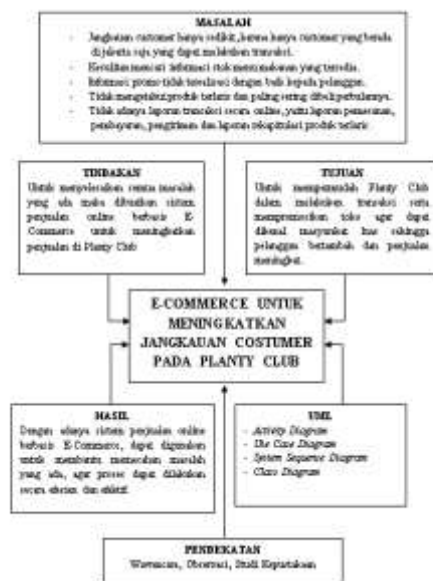 MASALAH
- Jangkauan customer hanya sedikit, karena hanya customer yang berada
di jakarta saja yang dapat melakukan transaksi.
- Kesulitan mencari informasi stok yang tersedia.
- Informasi promo tidak tersalurkan dengan baik kepada pelanggan.
- Tidak mengetahui produk terlaris dan paling sering dibeli perbulannya.
- Tidak adanya laporan transaksi secara online, yaitu laporan pemesanan,
pembayaran, pengiriman dan laporan rekapitulasi produk terlaris.
TINDAKAN
Untuk menyelesaikan semua masalah
yang ada maka dibuatkan sistem
penjualan online berbasis E-
Commerce untuk meningkatkan
penjualan di Planty Club
TUJUAN
Untuk mempermudah Planty Club
dalam melakukan transaksi serta
mempromosikan toko agar dapat
dikenal masyarakat luas sehingga
pelanggan bertambah dan penjualan
meningkat.
E-COMMERCE UNTUK
MENINGKATKAN
JANGKAUAN COSTUMER
PADA PLANTY CLUB
HASIL
Dengan adanya sistem penjualan online
berbasis E-Commerce, dapat digunakan
untuk membantu memecahkan masalah
yang ada, agar proses dapat dilakukan
secara efisien dan efektif.
UML
- Activity Diagram
- Use Case Diagram
- System Sequence Diagram
- Class Diagram
PENDEKATAN
Wawancara, Observasi, Studi Kepustakaan